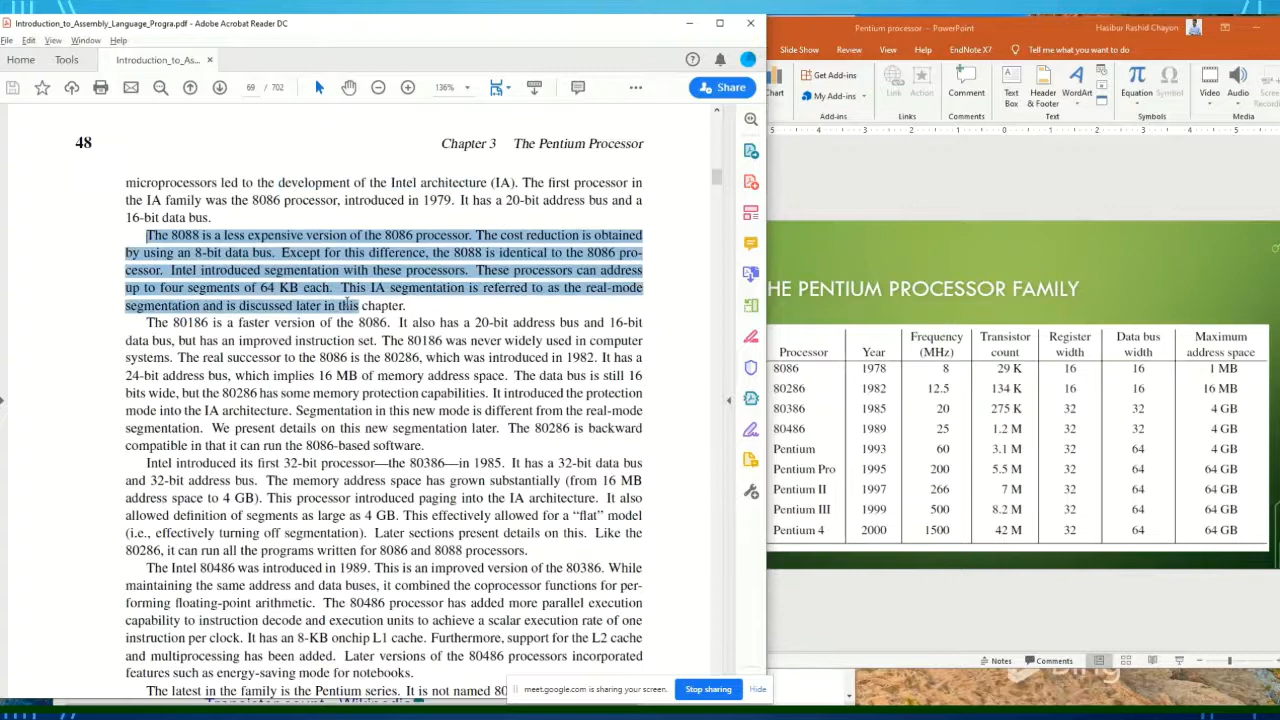 Introduction_to_Assembly_Language_Progra.pdf - Adobe Acrobat Reader DC
File Edit View Window Help
Home Tools Introduction_to_As...
69 / 702
136%
Share
48 Chapter 3 The Pentium Processor
microprocessors led to the development of the Intel architecture (IA). The first processor in
the IA family was the 8086 processor, introduced in 1979. It has a 20-bit address bus and a
16-bit data bus.
The 8088 is a less expensive version of the 8086 processor. The cost reduction is obtained
by using an 8-bit data bus. Except for this difference, the 8088 is identical to the 8086 pro-
cessor. Intel introduced segmentation with these processors. These processors can address
up to four segments of 64 KB each. This IA segmentation is referred to as the real-mode
segmentation and is discussed later in this chapter.
The 80186 is a faster version of the 8086. It also has a 20-bit address bus and 16-bit
data bus, but has an improved instruction set. The 80186 was never widely used in computer
systems. The real successor to the 8086 is the 80286, which was introduced in 1982. It has a
24-bit address bus, which implies 16 MB of memory address space. The data bus is still 16
bits wide, but the 80286 has some memory protection capabilities. It introduced the protection
mode into the IA architecture. Segmentation in this new mode is different from the real-mode
segmentation. We present details on this new segmentation later. The 80286 is backward
compatible in that it can run the 8086-based software.
Intel introduced its first 32-bit processor—the 80386—in 1985. It has a 32-bit data bus
and 32-bit address bus. The memory address space has grown substantially (from 16 MB
address space to 4 GB). This processor introduced paging into the IA architecture. It also
allowed definition of segments as large as 4 GB. This effectively allowed for a “flat” model
(i.e., effectively turning off segmentation). Later sections present details on this. Like the
80286, it can run all the programs written for 8086 and 8088 processors.
The Intel 80486 was introduced in 1989. This is an improved version of the 80386. While
maintaining the same address and data buses, it combined the coprocessor functions for per-
forming floating-point arithmetic. The 80486 processor has added more parallel execution
capability to instruction decode and execution units to achieve a scalar execution rate of one
instruction per clock. It has an 8-KB onchip L1 cache. Furthermore, support for the L2 cache
and multiprocessing has been added. Later versions of the 80486 processors incorporated
features such as energy-saving mode for notebooks.
The latest in the family is the Pentium series. It is not named 80
meet.google.com is sharing your screen. Stop sharing Hide
Pentium processor - PowerPoint Hasibur Rashid Chayon
Slide Show Review View Help EndNote X7 Tell me what you want to do
Chart
Get Add-ins
My Add-ins
Add-ins
Link Action
Links
Comment
Comments
Text Box
Header & Footer
WordArt
Text
Equation Symbol
Symbols
Video Audio Screen
Media
5 4 3 2 1 0 1 2 3 4 5
HE PENTIUM PROCESSOR FAMILY
Processor Year Frequency (MHz) Transistor count Register width Data bus width Maximum address space
8086 1978 8 29 K 16 16 1 MB
80286 1982 12.5 134 K 16 16 16 MB
80386 1985 20 275 K 32 32 4 GB
80486 1989 25 1.2 M 32 32 4 GB
Pentium 1993 60 3.1 M 32 64 4 GB
Pentium Pro 1995 200 5.5 M 32 64 64 GB
Pentium II 1997 266 7 M 32 64 64 GB
Pentium III 1999 500 8.2 M 32 64 64 GB
Pentium 4 2000 1500 42 M 32 64 64 GB
Notes Comments